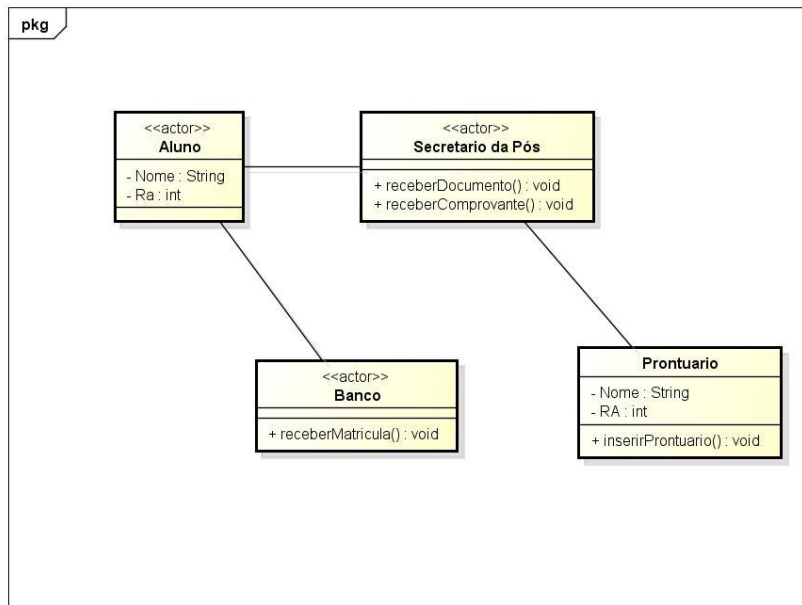 pkg
<<actor>>
Aluno
- Nome : String
- Ra : int
<<actor>>
Secretario da Pós
+ receberDocumento() : void
+ receberComprovante() : void
<<actor>>
Banco
+ receberMatricula() : void
Prontuario
- Nome : String
- RA : int
+ inserirProntuario() : void